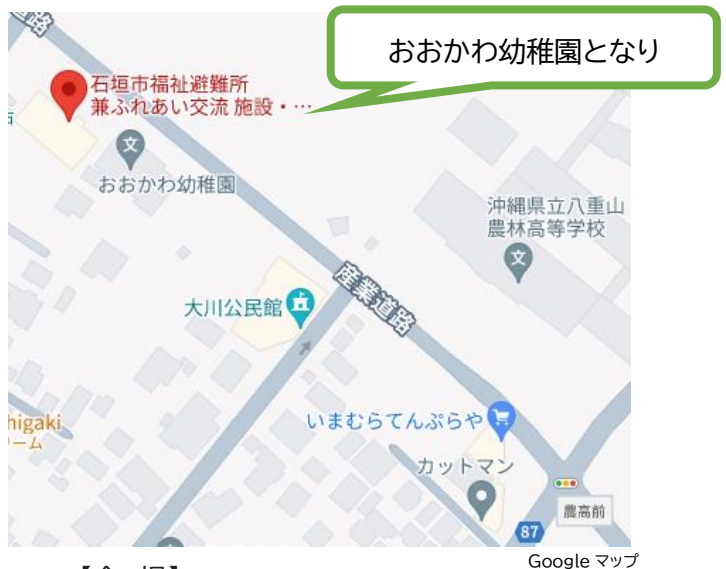 おおかわ幼稚園となり
石垣市福祉避難所
兼ふれあい交流 施設・…
おおかわ幼稚園
沖縄県立八重山
農林高等学校
産業道路
大川公民館
higaki
ーム
いまむらてんぷらや
カットマン
農高前
87
Google マップ